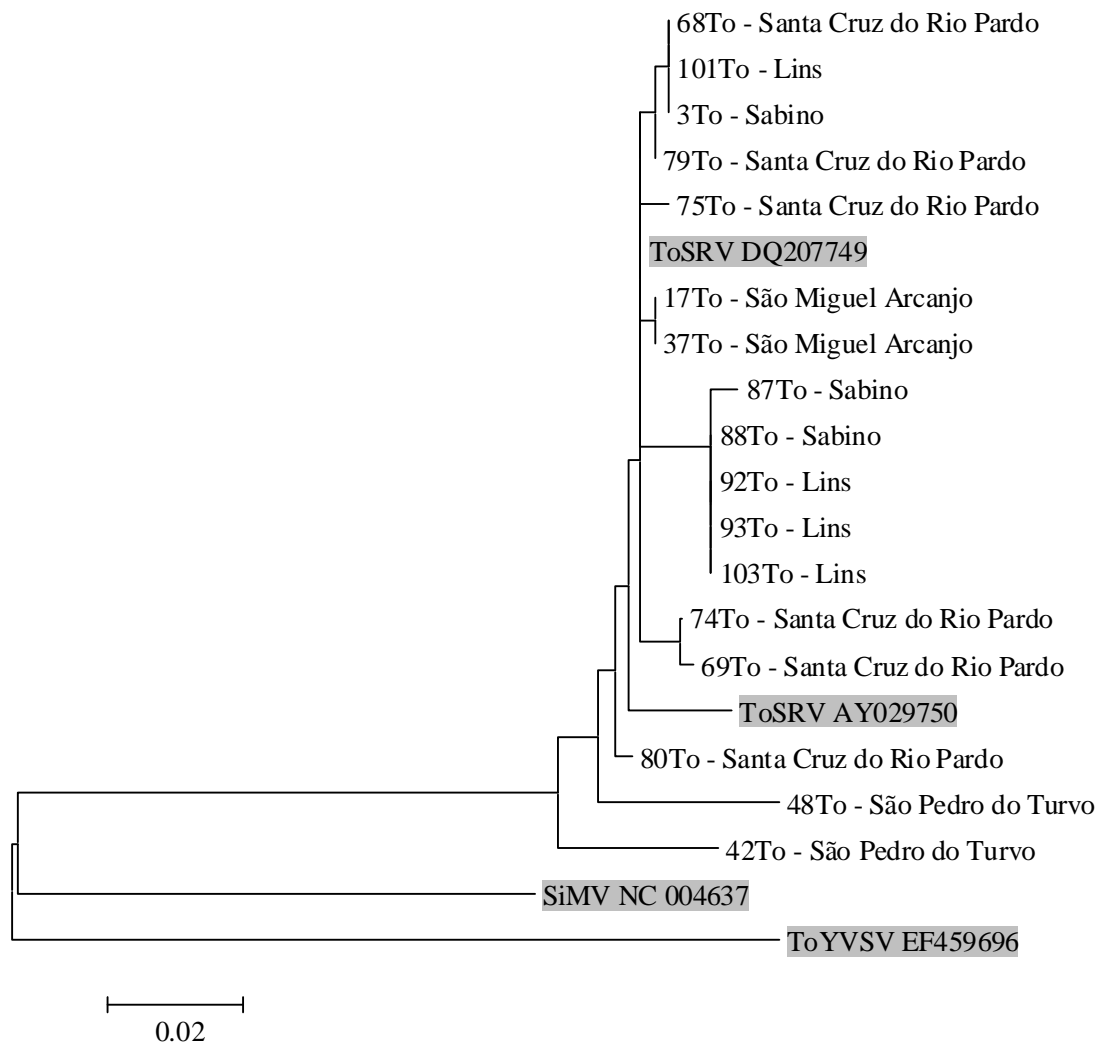 68To - Santa Cruz do Rio Pardo
101To - Lins
3To - Sabino
79To - Santa Cruz do Rio Pardo
75To - Santa Cruz do Rio Pardo
ToSRV DQ207749
17To - São Miguel Arcanjo
37To - São Miguel Arcanjo
87To - Sabino
88To - Sabino
92To - Lins
93To - Lins
103To - Lins
74To - Santa Cruz do Rio Pardo
69To - Santa Cruz do Rio Pardo
ToSRV AY029750
80To - Santa Cruz do Rio Pardo
48To - São Pedro do Turvo
42To - São Pedro do Turvo
SiMV NC 004637
ToYVSV EF459696
0.02